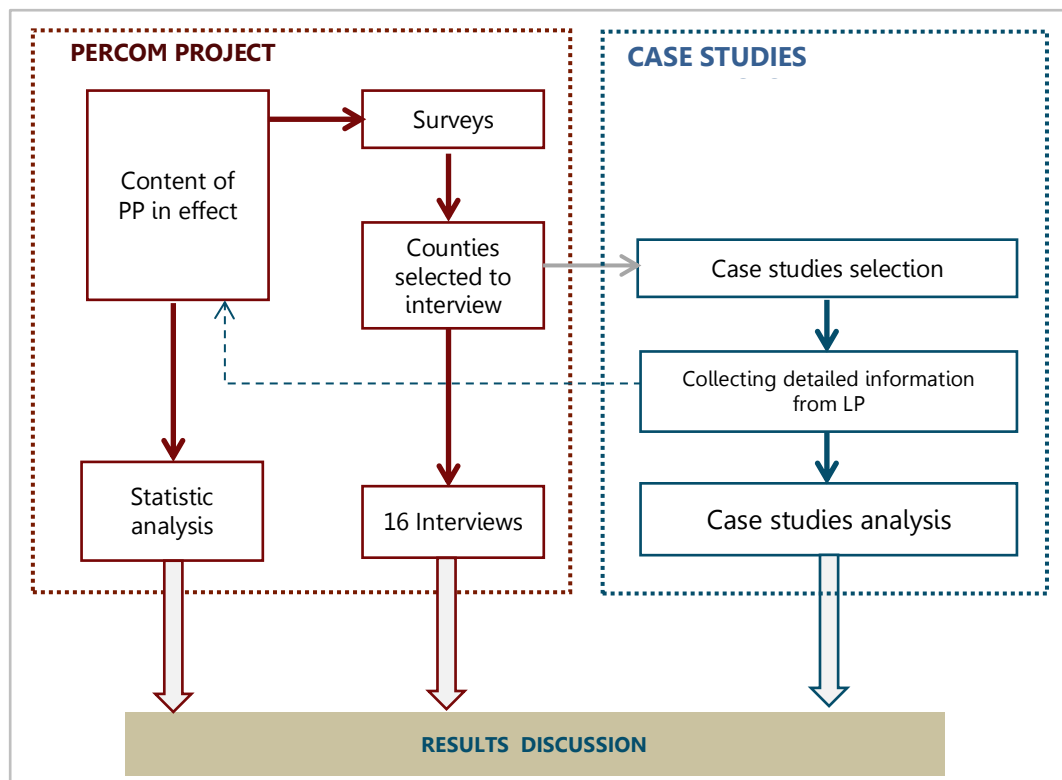 PERCOM PROJECT
CASE STUDIES
Surveys
Content of
PP in effect
Counties
selected to
interview
Case studies selection
Collecting detailed information
from LP
Statistic
analysis
16 Interviews
Case studies analysis
RESULTS DISCUSSION